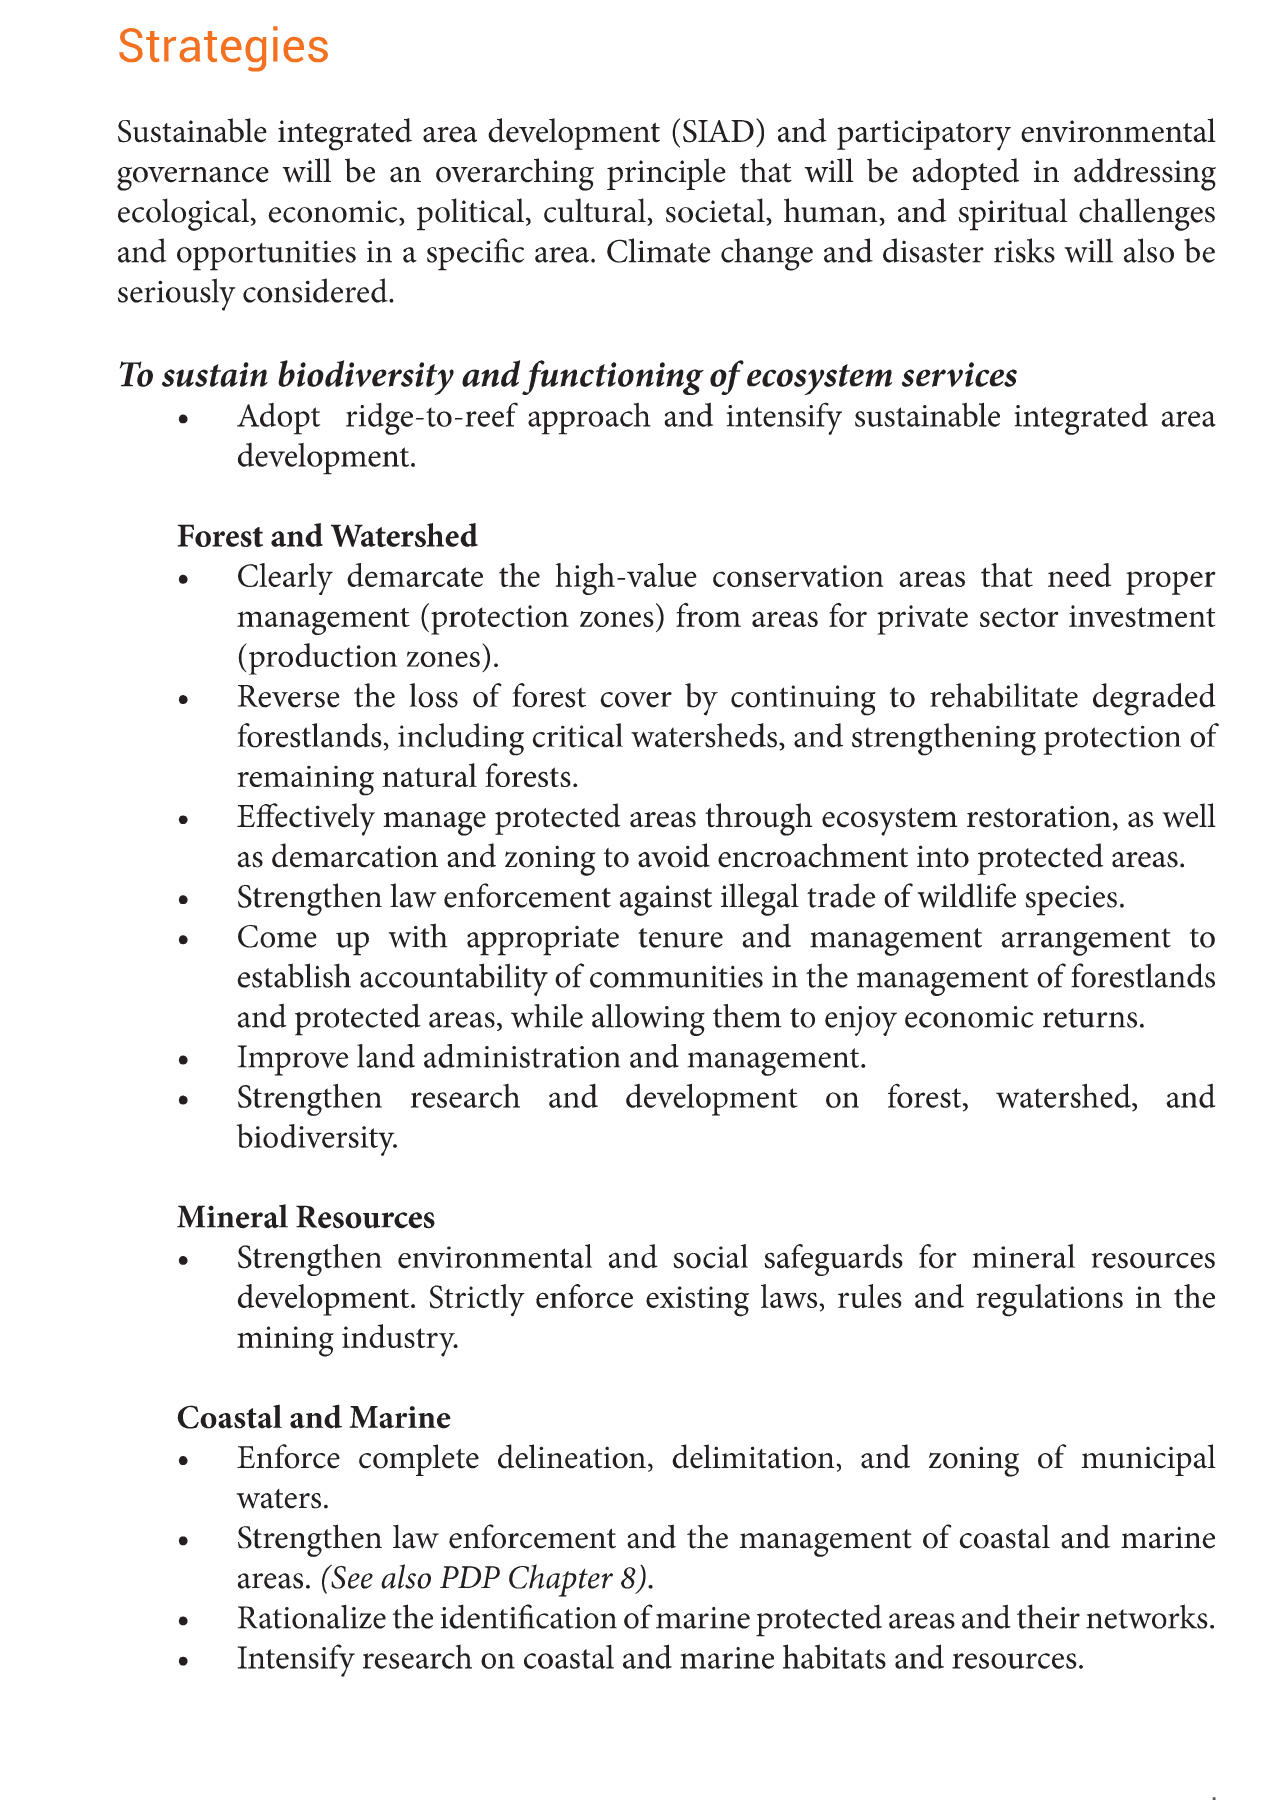 Strategies
Sustainable integrated area development (SIAD) and participatory environmental
governance will be an overarching principle that will be adopted in addressing
ecological, economic, political, cultural, societal, human, and spiritual challenges
and opportunities in a specific area. Climate change and disaster risks will also be
seriously considered.
To sustain biodiversity and functioning of ecosystem services
• Adopt ridge-to-reef approach and intensify sustainable integrated area
development.
Forest and Watershed
• Clearly demarcate the high-value conservation areas that need proper
management (protection zones) from areas for private sector investment
(production zones).
• Reverse the loss of forest cover by continuing to rehabilitate degraded
forestlands, including critical watersheds, and strengthening protection of
remaining natural forests.
• Effectively manage protected areas through ecosystem restoration, as well
as demarcation and zoning to avoid encroachment into protected areas.
• Strengthen law enforcement against illegal trade of wildlife species.
• Come up with appropriate tenure and management arrangement to
establish accountability of communities in the management of forestlands
and protected areas, while allowing them to enjoy economic returns.
• Improve land administration and management.
• Strengthen research and development on forest, watershed, and
biodiversity.
Mineral Resources
• Strengthen environmental and social safeguards for mineral resources
development. Strictly enforce existing laws, rules and regulations in the
mining industry.
Coastal and Marine
• Enforce complete delineation, delimitation, and zoning of municipal
waters.
• Strengthen law enforcement and the management of coastal and marine
areas. (See also PDP Chapter 8).
• Rationalize the identification of marine protected areas and their networks.
• Intensify research on coastal and marine habitats and resources.